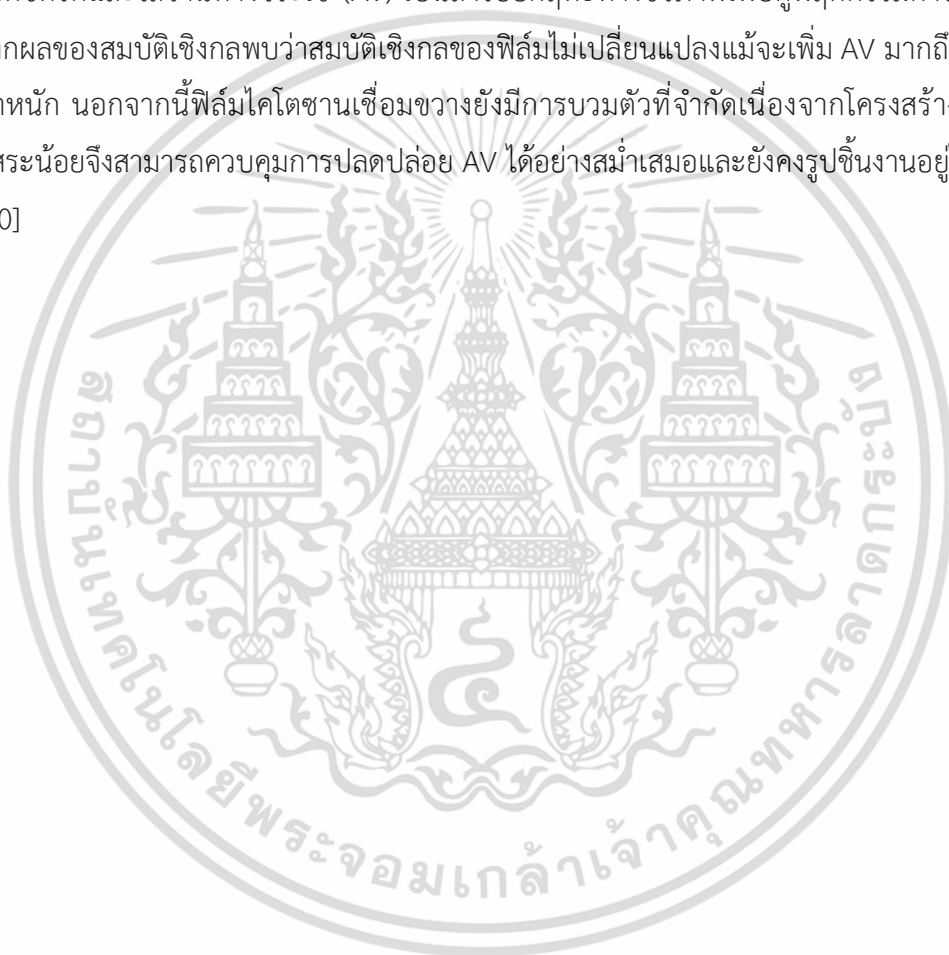 กผลของสมบัติเชิงกลพบว่าสมบัติเชิงกลของฟิล์มไม่เปลี่ยนแปลงแม้จะเพิ่ม AV มากถึ
าหนัก นอกจากนี้ฟิล์มไคโตซานเชื่อมขวางยังมีการบวมตัวที่จำกัดเนื่องจากโครงสร้า
สระน้อยจึงสามารถควบคุมการปลดปล่อย AV ได้อย่างสม่ำเสมอและยังคงรูปชิ้นงานอยู่
0]
สถาบันเทคโนโลยีพระจอมเกล้าเจ้าคุณทหารลาดกระบัง